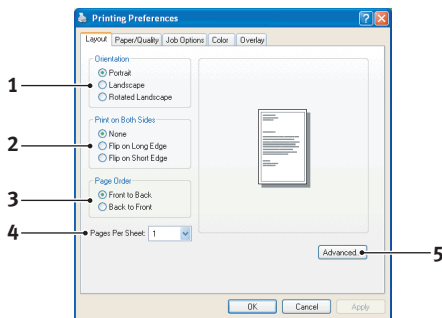 Printing Preferences
Layout Paper/Quality Job Options Color Overlay
Orientation
1
Portrait
Landscape
Rotated Landscape
Print on Both Sides
2
None
Flip on Long Edge
Flip on Short Edge
Page Order
3
Front to Back
Back to Front
4
Pages Per Sheet: 1
Advanced...
5
OK Cancel Apply